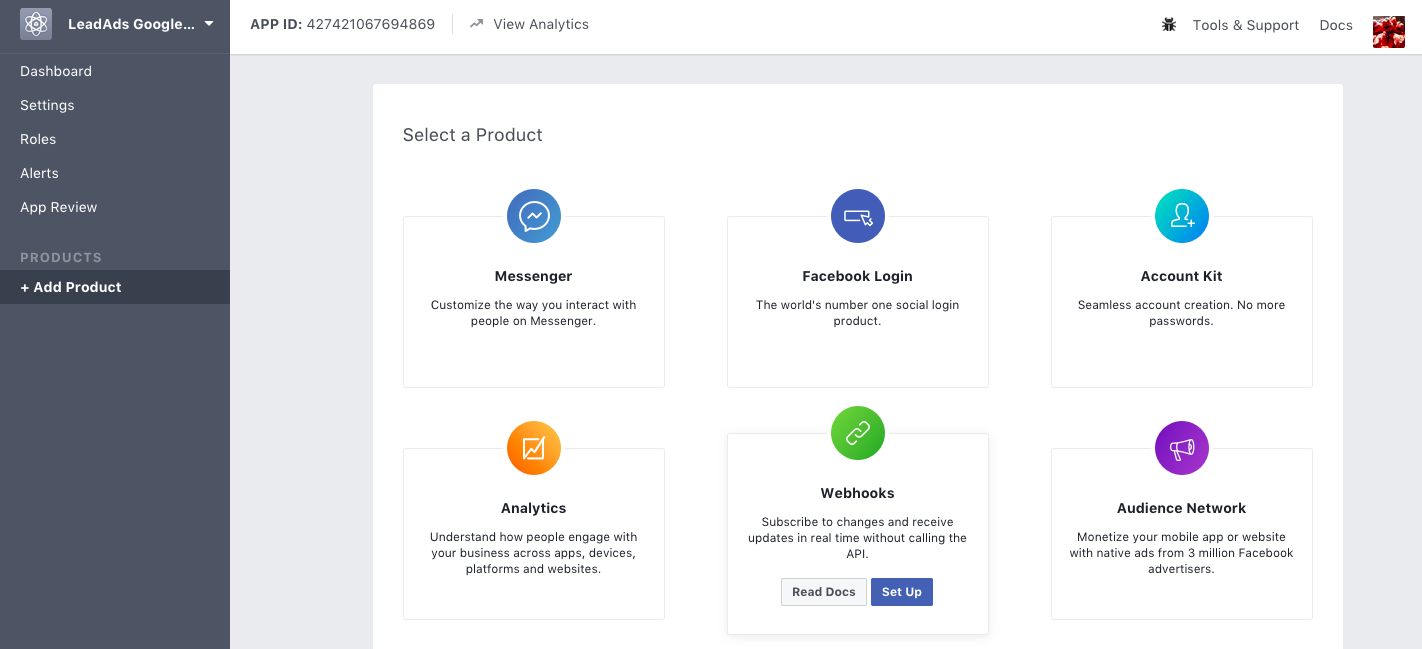 LeadAds Google...
APP ID: 427421067694869
View Analytics
Tools & Support
Docs
Dashboard
Settings
Roles
Alerts
App Review
PRODUCTS
+ Add Product
Select a Product
Messenger
Customize the way you interact with
people on Messenger.
Facebook Login
The world's number one social login
product.
Account Kit
Seamless account creation. No more
passwords.
Analytics
Understand how people engage with
your business across apps, devices,
platforms and websites.
Webhooks
Subscribe to changes and receive
updates in real time without calling the
API.
Read Docs
Set Up
Audience Network
Monetize your mobile app or website
with native ads from 3 million Facebook
advertisers.